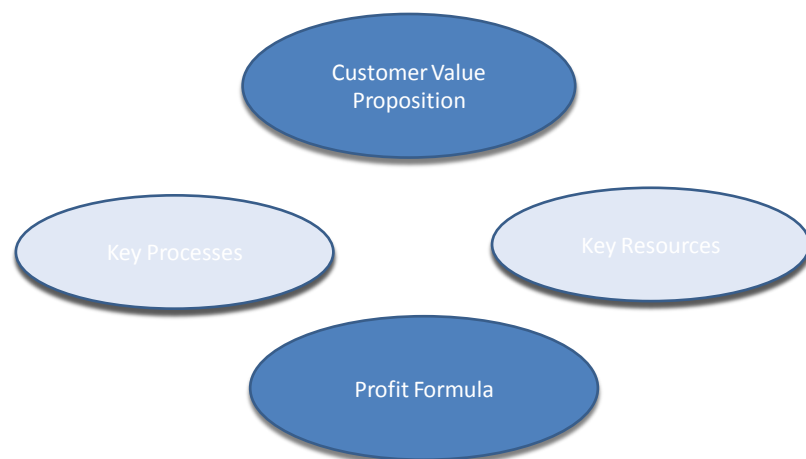 Customer Value
Proposition
Key Processes
Key Resources
Profit Formula